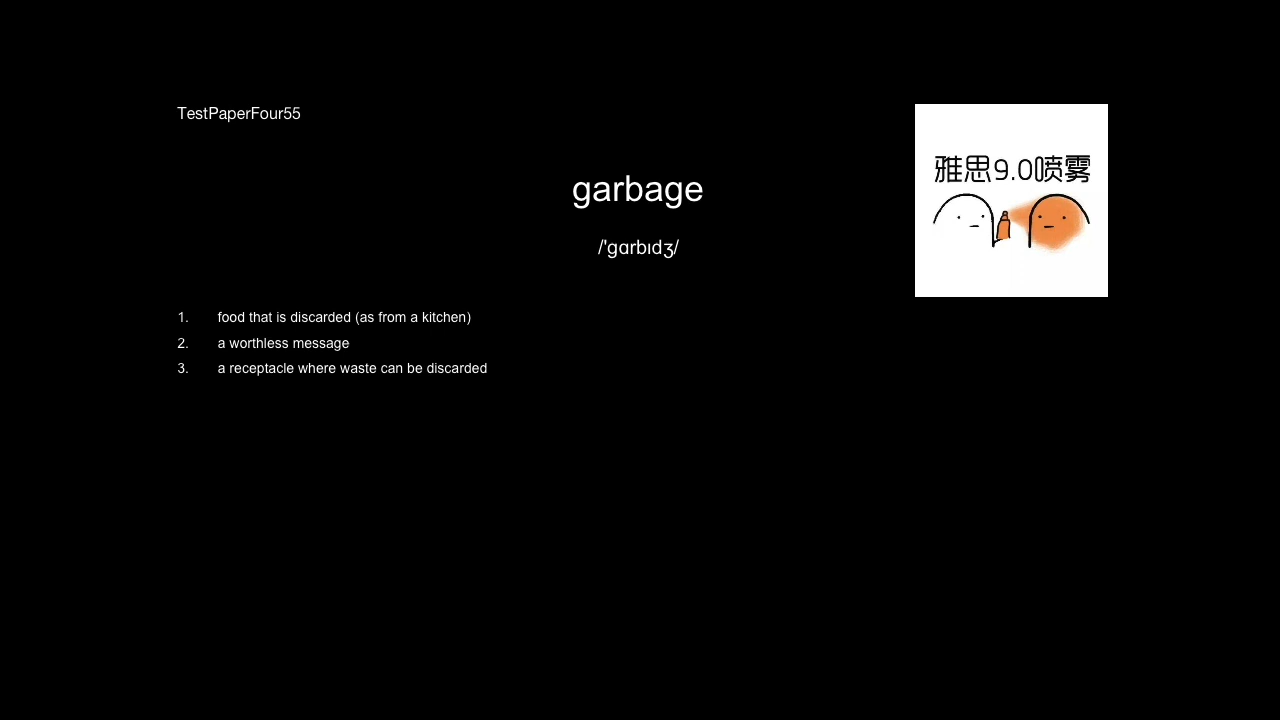 TestPaperFour55
雅思9.0喷雾
garbage
/'ɡɑrbɪdʒ/
1. food that is discarded (as from a kitchen)
2. a worthless message
3. a receptacle where waste can be discarded